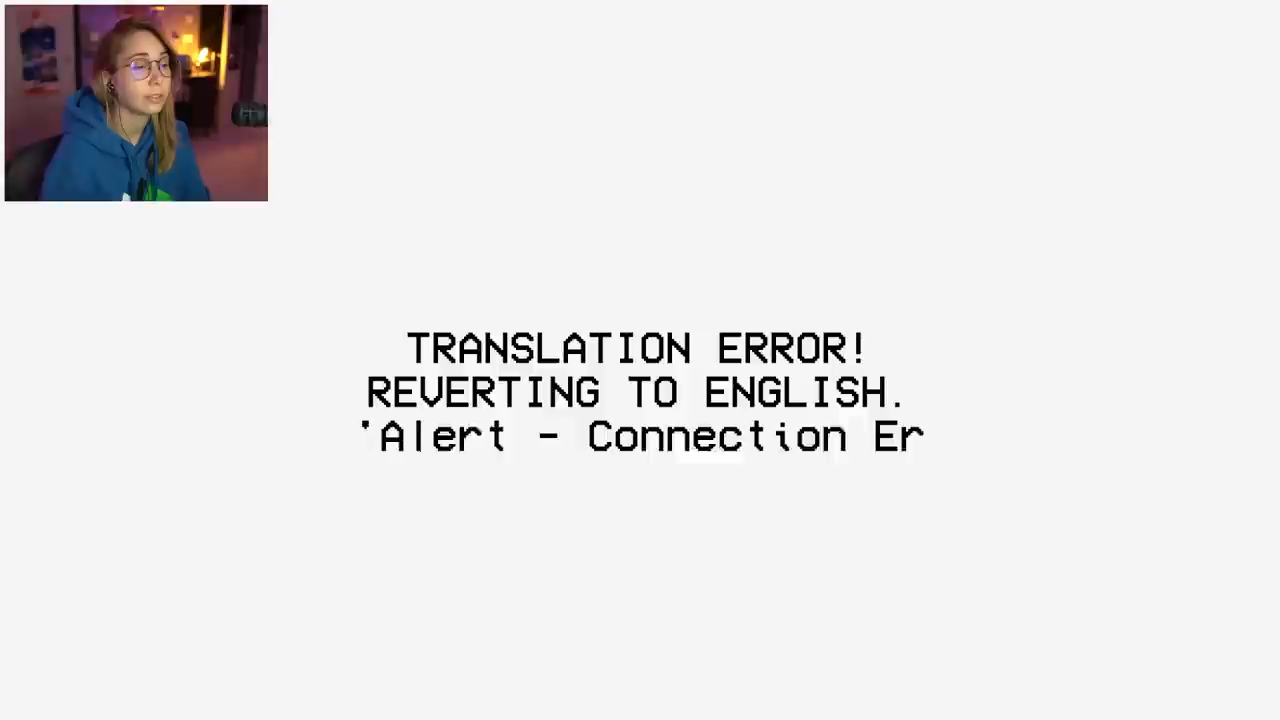 TRANSLATION ERROR!
REVERTING TO ENGLISH.
'Alert - Connection Er